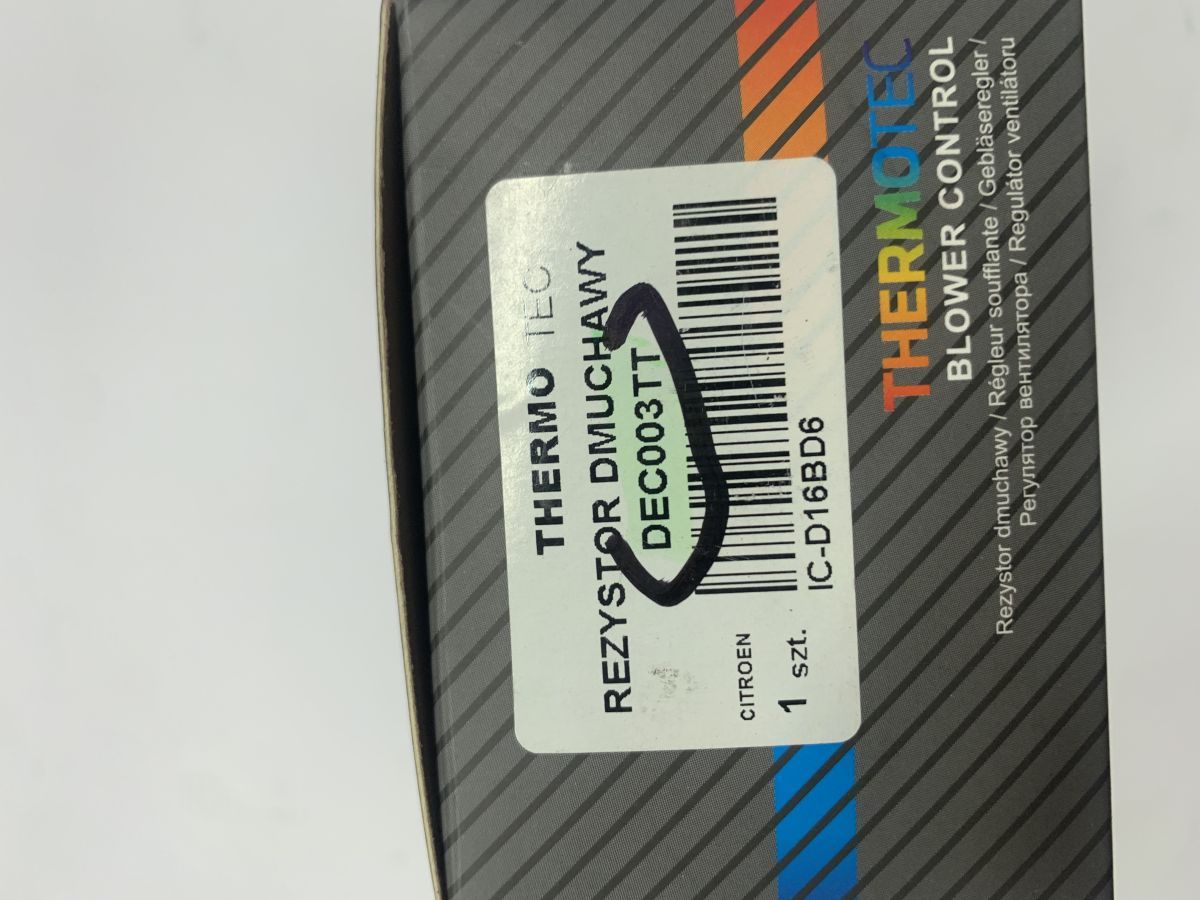 THERMO TEC
REZYSTOR DMUCHAWY
DEC003TT
CITROEN
1 szt.
IC-D16BD6
THERMOTEC
BLOWER CONTROL
Rezystor dmuchawy / Régleur soufflante / Gebläseregler /
Регулятор вентилятора / Regulátor ventilátoru